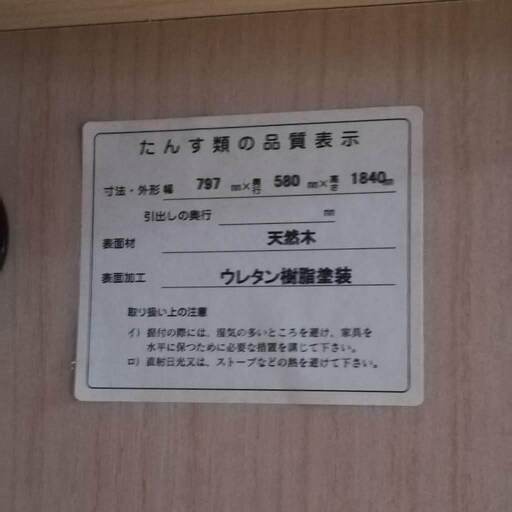 たんす類の品質表示
寸法・外形 幅 797 ㎜×奥行 580 ㎜×高さ 1840㎜
引出しの奥行 ㎜
表面材 天然木
表面加工 ウレタン樹脂塗装
取り扱い上の注意
イ）据付の際には、湿気の多いところを避け、家具を
水平に保つために必要な措置を講じて下さい。
ロ）直射日光又は、ストーブなどの熱を避けて下さい。